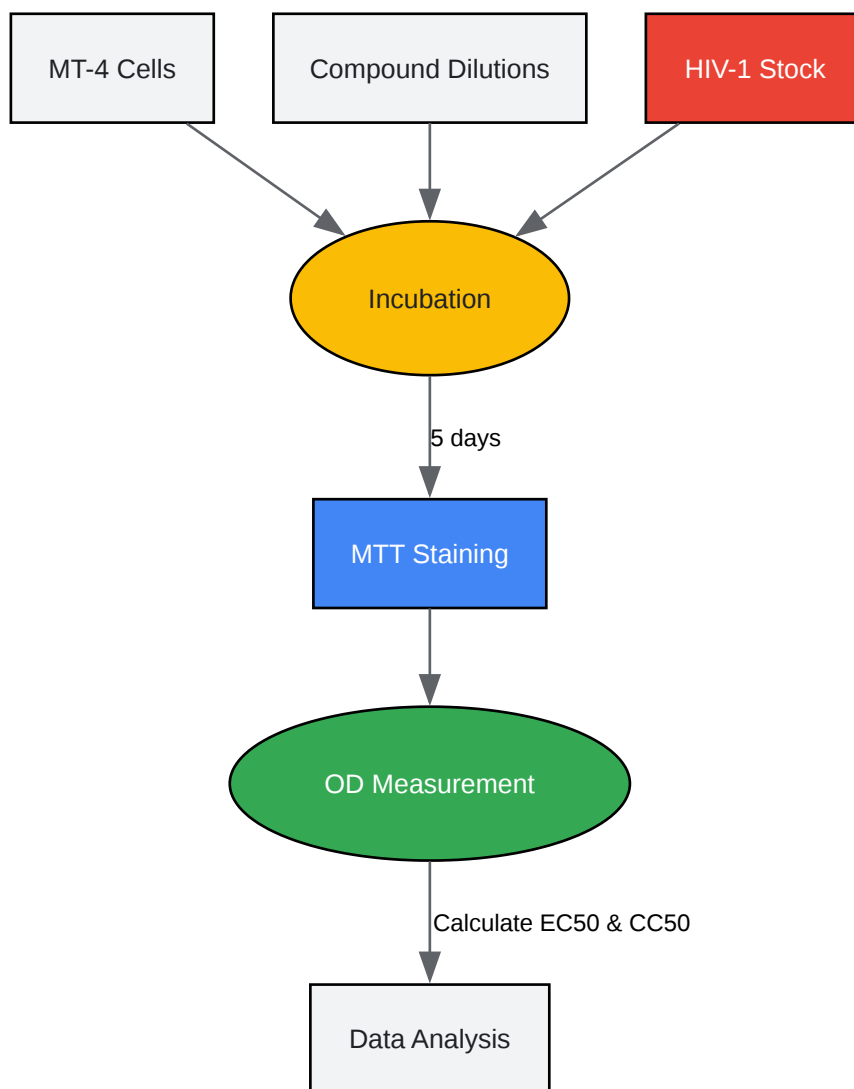 MT-4 Cells
Compound Dilutions
HIV-1 Stock
Incubation
5 days
MTT Staining
OD Measurement
Calculate EC50 & CC50
Data Analysis